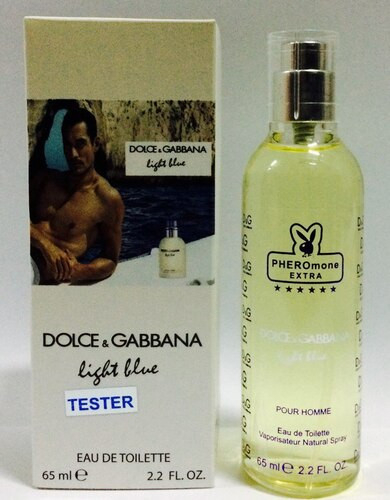 DOLCE & GABBANA
light blue
PHEROmone
DOLCE & GABBANA
light blue
TESTER
EAU DE TOILETTE
65 ml e 2.2 FL. OZ.
PHEROmone
EXTRA
DOLCE & GABBANA
light blue
POUR HOMME
Eau de Toilette
Vaporisateur Natural Spray
65 ml e 2.2 FL. OZ.